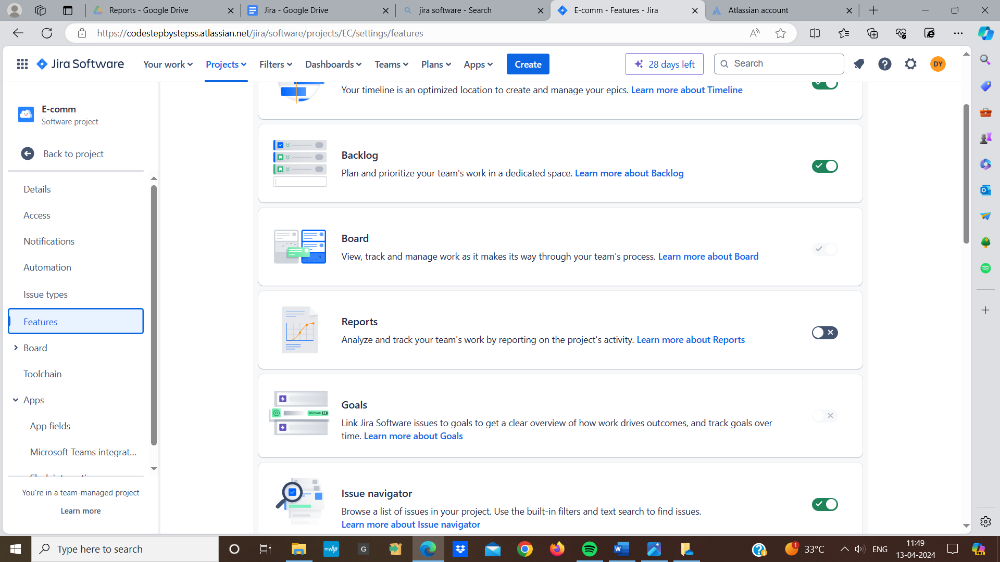 Reports - Google Drive
Jira - Google Drive
jira software - Search
E-comm - Features - Jira
Atlassian account
https://codestepbystepss.atlassian.net/jira/software/projects/EC/settings/features
Jira Software
Your work
Projects
Filters
Dashboards
Teams
Plans
Apps
Create
28 days left
Search
DY
E-comm
Software project
Back to project
Details
Access
Notifications
Automation
Issue types
Features
Board
Toolchain
Apps
App fields
Microsoft Teams integrat...
You're in a team-managed project
Learn more
Your timeline is an optimized location to create and manage your epics. Learn more about Timeline
Backlog
Plan and prioritize your team's work in a dedicated space. Learn more about Backlog
Board
View, track and manage work as it makes its way through your team's process. Learn more about Board
Reports
Analyze and track your team's work by reporting on the project's activity. Learn more about Reports
ON TRACK
Goals
Link Jira Software issues to goals to get a clear overview of how work drives outcomes, and track goals over
time. Learn more about Goals
Issue navigator
Browse a list of issues in your project. Use the built-in filters and text search to find issues.
Learn more about Issue navigator
Type here to search
myhp
G
W
1
33°C
ENG
11:49
13-04-2024
PRE